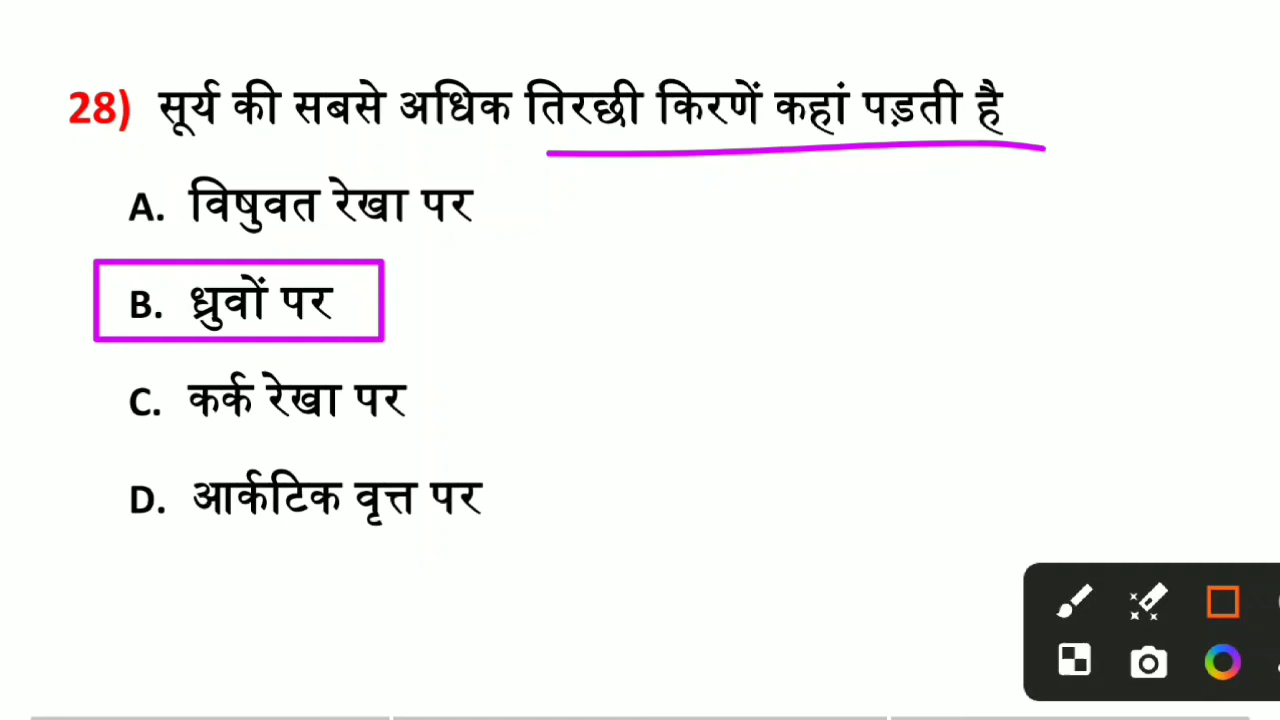 28) सूर्य की सबसे अधिक तिरछी किरणें कहां पड़ती है
A. विषुवत रेखा पर
B. ध्रुवों पर
C. कर्क रेखा पर
D. आर्कटिक वृत्त पर